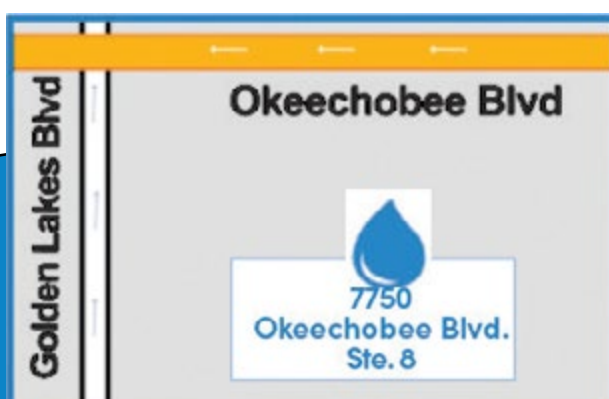 Okeechobee Blvd
Golden Lakes Blvd
7750
Okeechobee Blvd.
Ste. 8